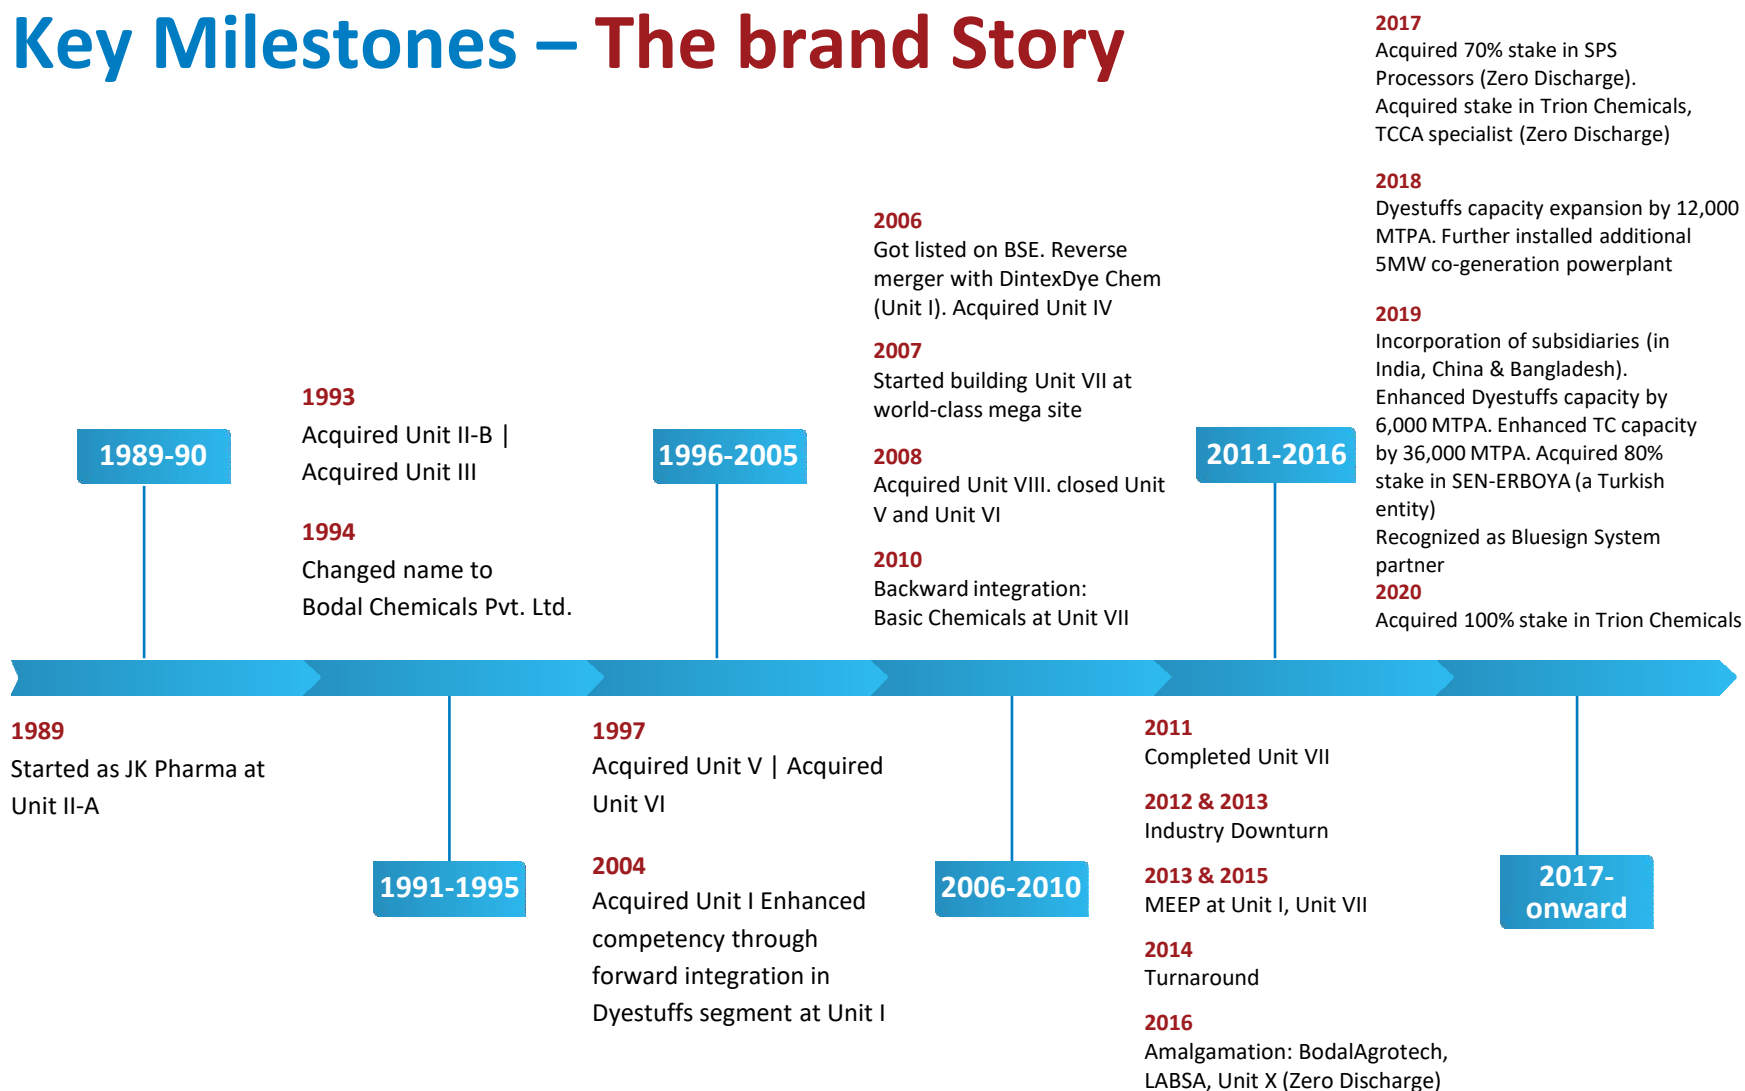 Key Milestones – The brand Story
1989-90
1989
Started as JK Pharma at
Unit II-A
1991-1995
1993
Acquired Unit II-B |
Acquired Unit III
1994
Changed name to
Bodal Chemicals Pvt. Ltd.
1996-2005
1997
Acquired Unit V | Acquired
Unit VI
2004
Acquired Unit I Enhanced
competency through
forward integration in
Dyestuffs segment at Unit I
2006-2010
2006
Got listed on BSE. Reverse
merger with DintexDye Chem
(Unit I). Acquired Unit IV
2007
Started building Unit VII at
world-class mega site
2008
Acquired Unit VIII. closed Unit
V and Unit VI
2010
Backward integration:
Basic Chemicals at Unit VII
2011-2016
2011
Completed Unit VII
2012 & 2013
Industry Downturn
2013 & 2015
MEEP at Unit I, Unit VII
2014
Turnaround
2016
Amalgamation: BodalAgrotech,
LABSA, Unit X (Zero Discharge)
2017-
onward
2017
Acquired 70% stake in SPS
Processors (Zero Discharge).
Acquired stake in Trion Chemicals,
TCCA specialist (Zero Discharge)
2018
Dyestuffs capacity expansion by 12,000
MTPA. Further installed additional
5MW co-generation powerplant
2019
Incorporation of subsidiaries (in
India, China & Bangladesh).
Enhanced Dyestuffs capacity by
6,000 MTPA. Enhanced TC capacity
by 36,000 MTPA. Acquired 80%
stake in SEN-ERBOYA (a Turkish
entity)
Recognized as Bluesign System
partner
2020
Acquired 100% stake in Trion Chemicals